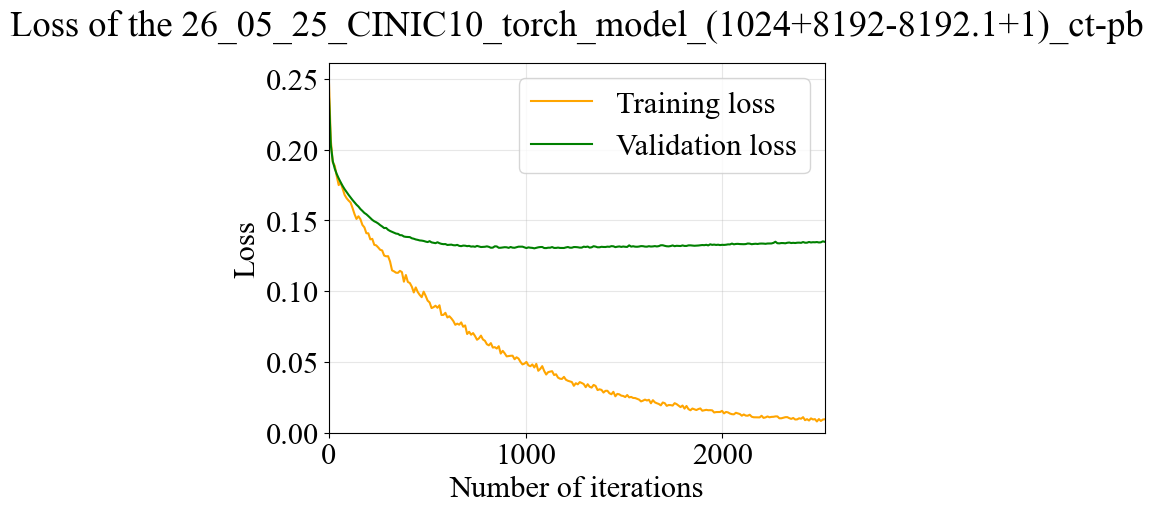 Loss of the 26_05_25_CINIC10_torch_model_(1024+8192-8192.1+1)_ct-pb
0.25
0.20
0.15
0.10
0.05
0.00
Loss
Training loss
Validation loss
0
1000
2000
Number of iterations